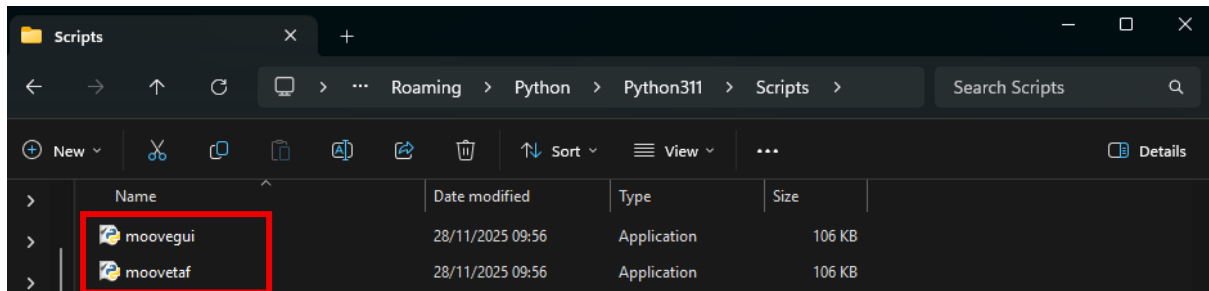 Scripts
Roaming > Python > Python311 > Scripts > Search Scripts
New Sort View ... Details
Name Date modified Type Size
moovegui 28/11/2025 09:56 Application 106 KB
moovetaf 28/11/2025 09:56 Application 106 KB